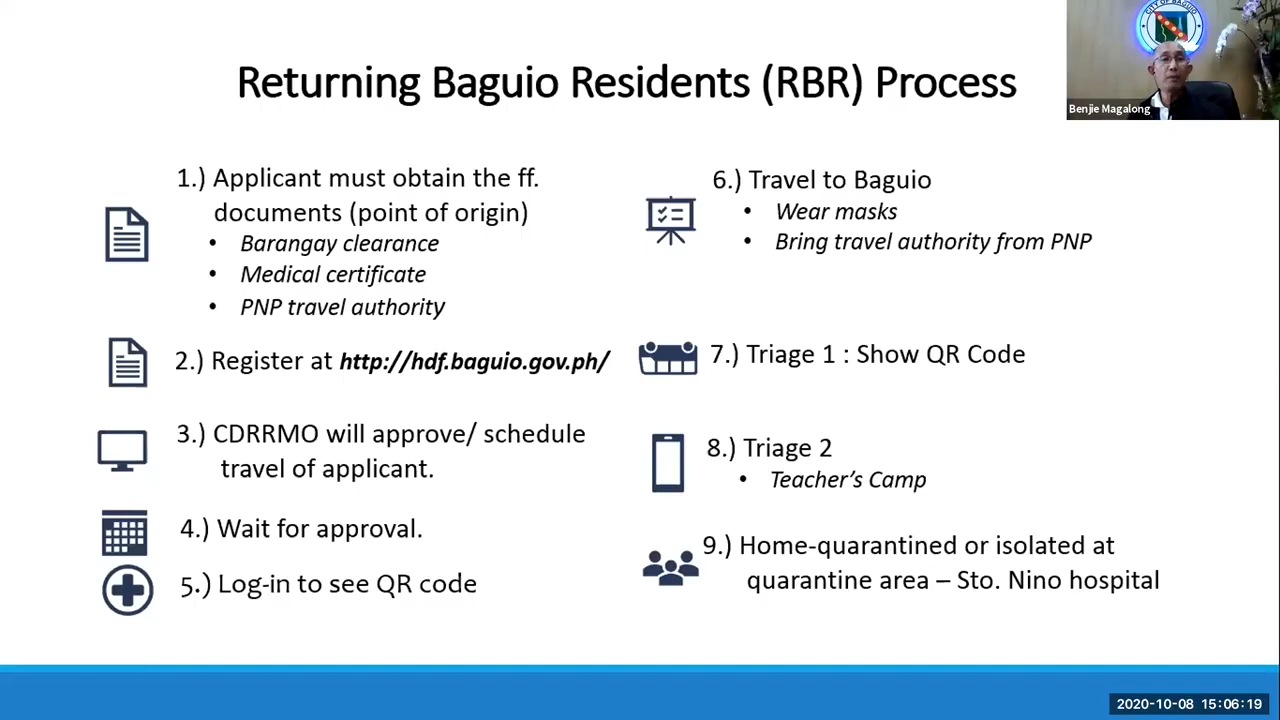 Returning Baguio Residents (RBR) Process
CITY OF BAGUIO
Benjie Magalong
1.) Applicant must obtain the ff.
documents (point of origin)
• Barangay clearance
• Medical certificate
• PNP travel authority
2.) Register at http://hdf.baguio.gov.ph/
3.) CDRRMO will approve/ schedule
travel of applicant.
4.) Wait for approval.
5.) Log-in to see QR code
6.) Travel to Baguio
• Wear masks
• Bring travel authority from PNP
7.) Triage 1 : Show QR Code
8.) Triage 2
• Teacher’s Camp
9.) Home-quarantined or isolated at
quarantine area – Sto. Nino hospital
2020-10-08 15:06:19